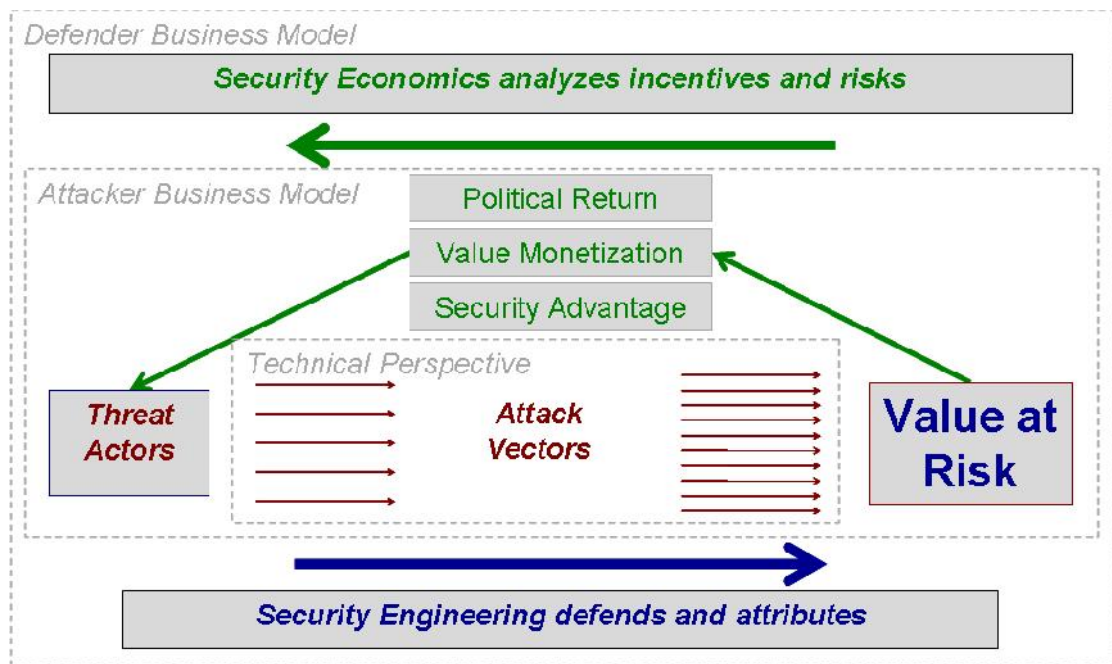 Defender Business Model
Security Economics analyzes incentives and risks
Attacker Business Model
Political Return
Value Monetization
Security Advantage
Technical Perspective
Threat
Actors
Attack
Vectors
Value at
Risk
Security Engineering defends and attributes